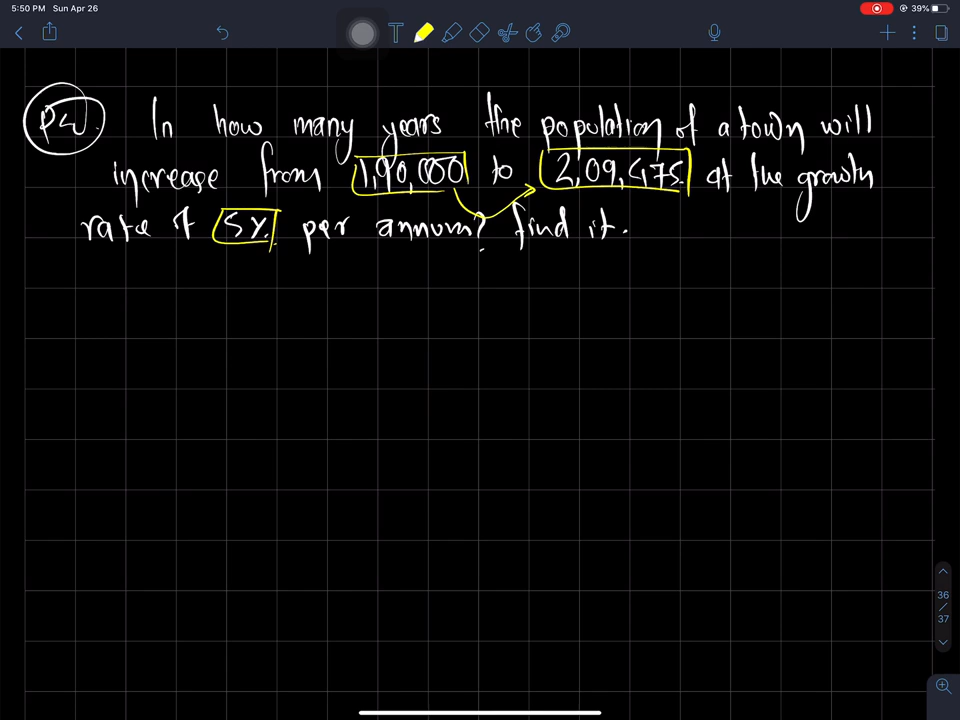 5:50 PM Sun Apr 26
39%
T
In how many years the population of a town will
increase from 1,90,000 to 2,09,475. at the growth
rate of 5%. per annum? find it.
36
/
37